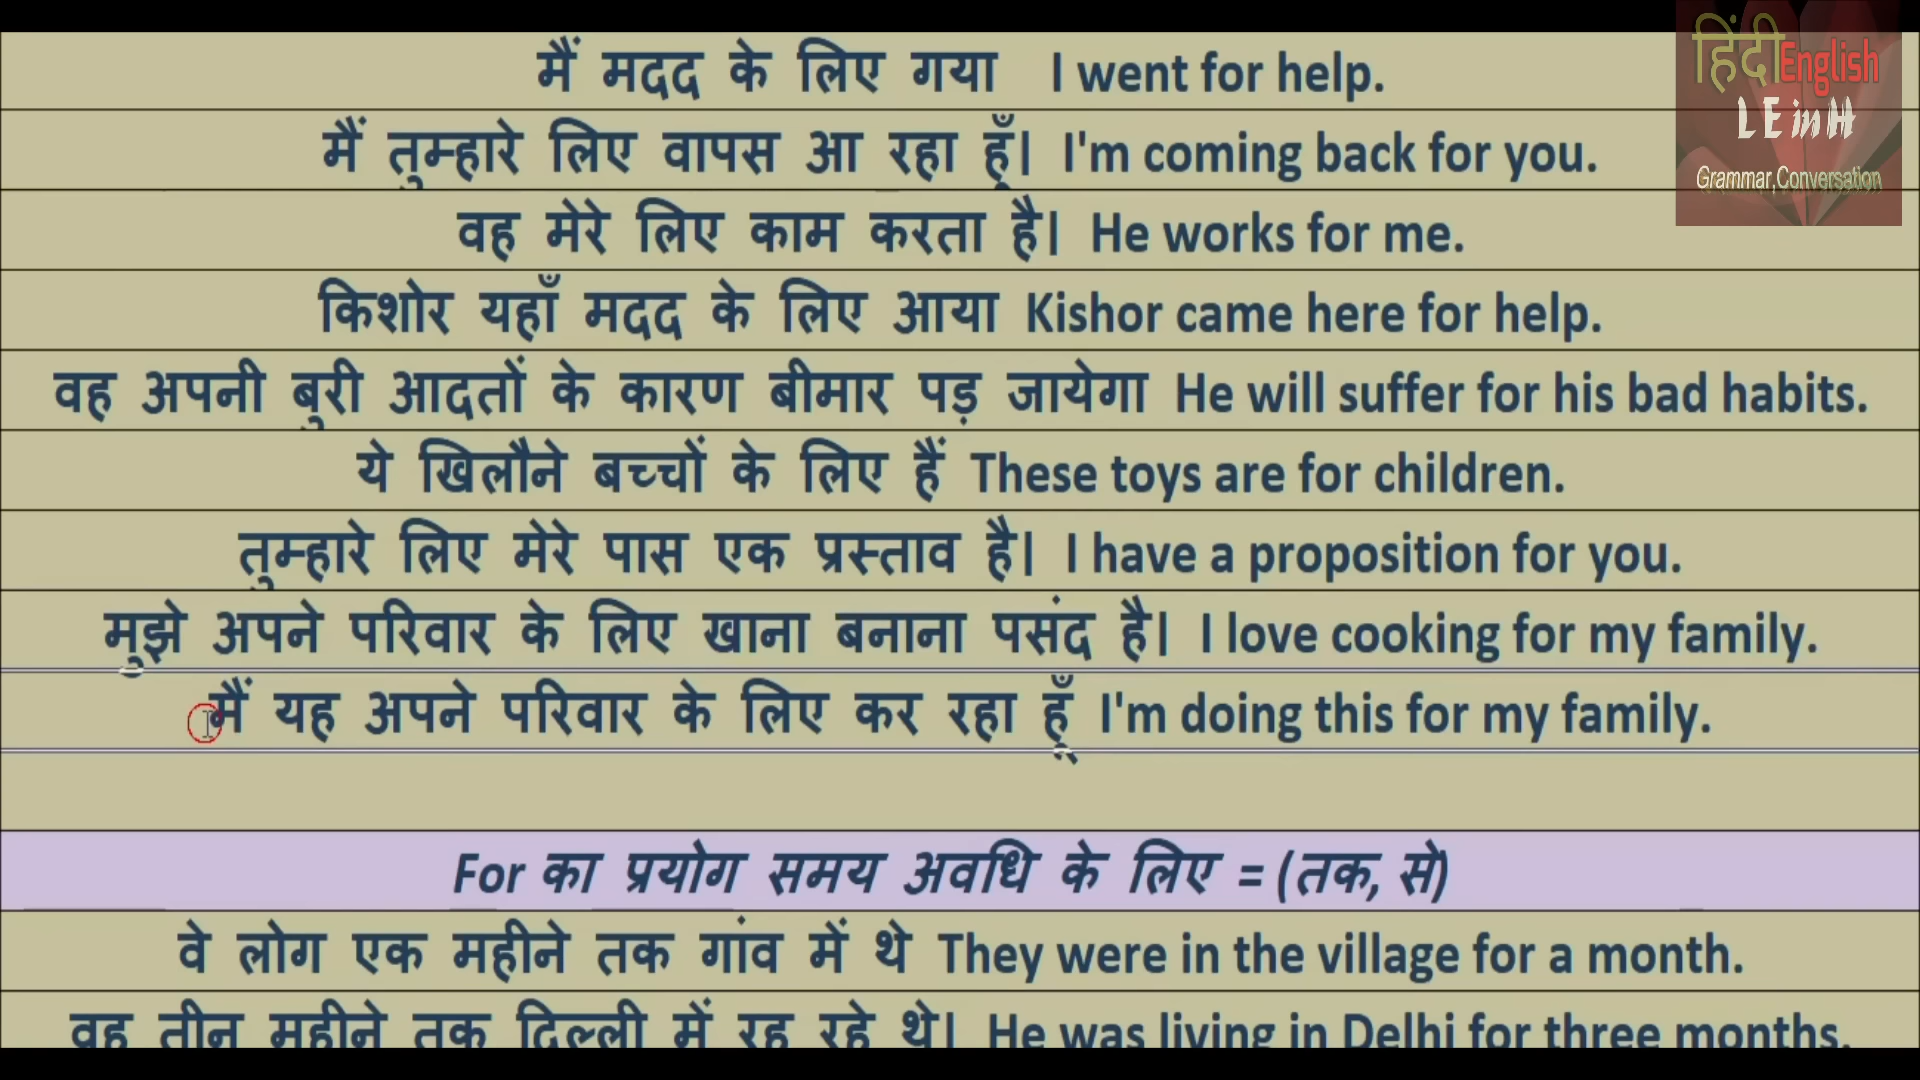 मैं मदद के लिए गया I went for help.
मैं तुम्हारे लिए वापस आ रहा हूँ| I'm coming back for you.
वह मेरे लिए काम करता है| He works for me.
किशोर यहाँ मदद के लिए आया Kishor came here for help.
वह अपनी बुरी आदतों के कारण बीमार पड़ जायेगा He will suffer for his bad habits.
ये खिलौने बच्चों के लिए हैं These toys are for children.
तुम्हारे लिए मेरे पास एक प्रस्ताव है| I have a proposition for you.
मुझे अपने परिवार के लिए खाना बनाना पसंद है| I love cooking for my family.
मैं यह अपने परिवार के लिए कर रहा हूँ I'm doing this for my family.
For का प्रयोग समय अवधि के लिए = (तक, से)
वे लोग एक महीने तक गांव में थे They were in the village for a month.
वह तीन महीने तक दिल्ली में रह रहे थे| He was living in Delhi for three months.
हिंदी English
L E in H
Grammar,Conversation